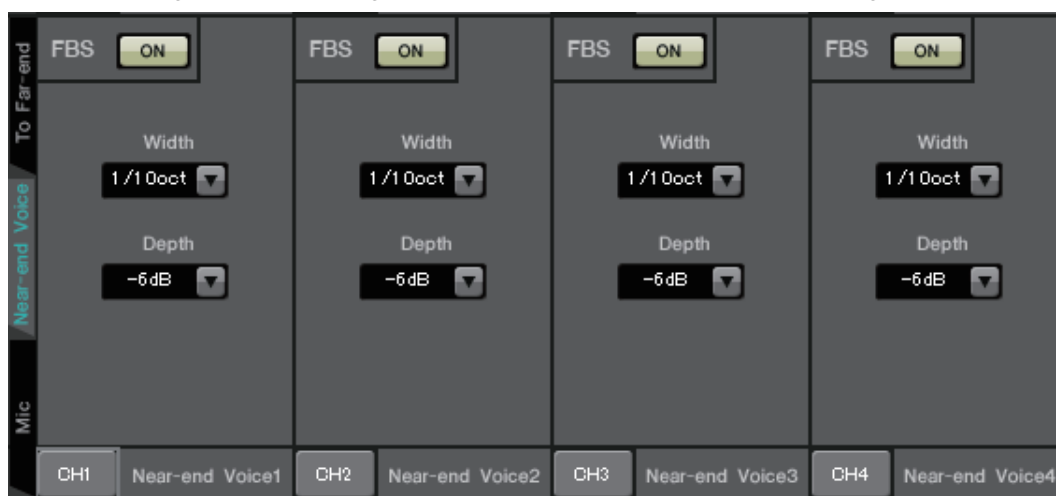 To Far-end
Near-end Voice
Mic
FBS ON FBS ON FBS ON FBS ON
Width Width Width Width
1/10oct 1/10oct 1/10oct 1/10oct
Depth Depth Depth Depth
-6dB -6dB -6dB -6dB
CH1 Near-end Voice1 CH2 Near-end Voice2 CH3 Near-end Voice3 CH4 Near-end Voice4